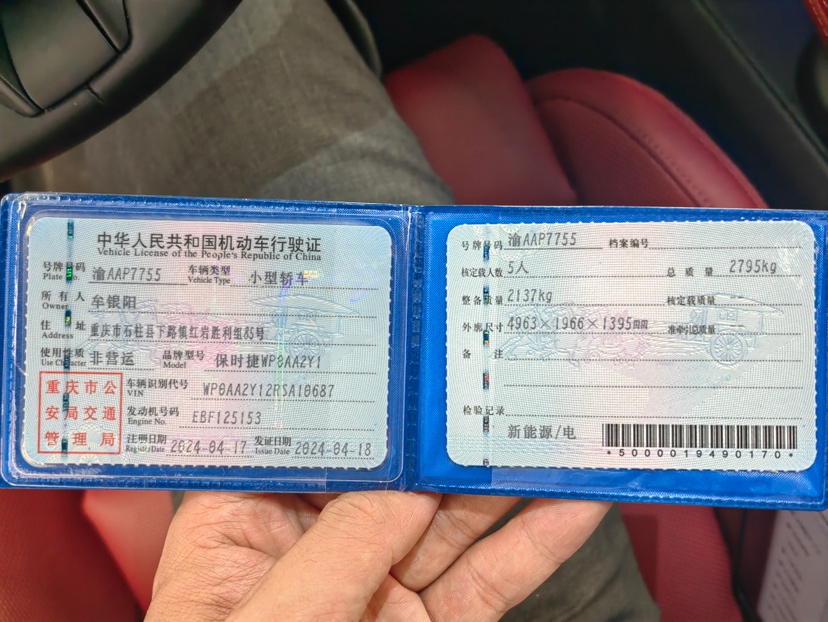 中华人民共和国机动车行驶证
Vehicle License of the People's Republic of China
号牌号码 渝AAP7755 车辆类型 小型轿车
Plate No. Vehicle Type
所有人 牟银阳
Owner
住址 重庆市石柱县下路镇红岩胜利组45号
Address
使用性质 非营运 品牌型号 保时捷WP0AA2Y1
Use Character Model
重庆市公安局交通管理局
车辆识别代号 WP0AA2Y12RSA10687
VIN
发动机号码 EBF125153
Engine No.
注册日期 2024-04-17 发证日期 2024-04-18
Register Date Issue Date
号牌号码 渝AAP7755 档案编号
核定载人数 5人 总质量 2795kg
整备质量 2137kg 核定载质量
外廓尺寸 4963×1966×1395mm 准牵引总质量
备注
检验记录
新能源/电
*5000019490170*